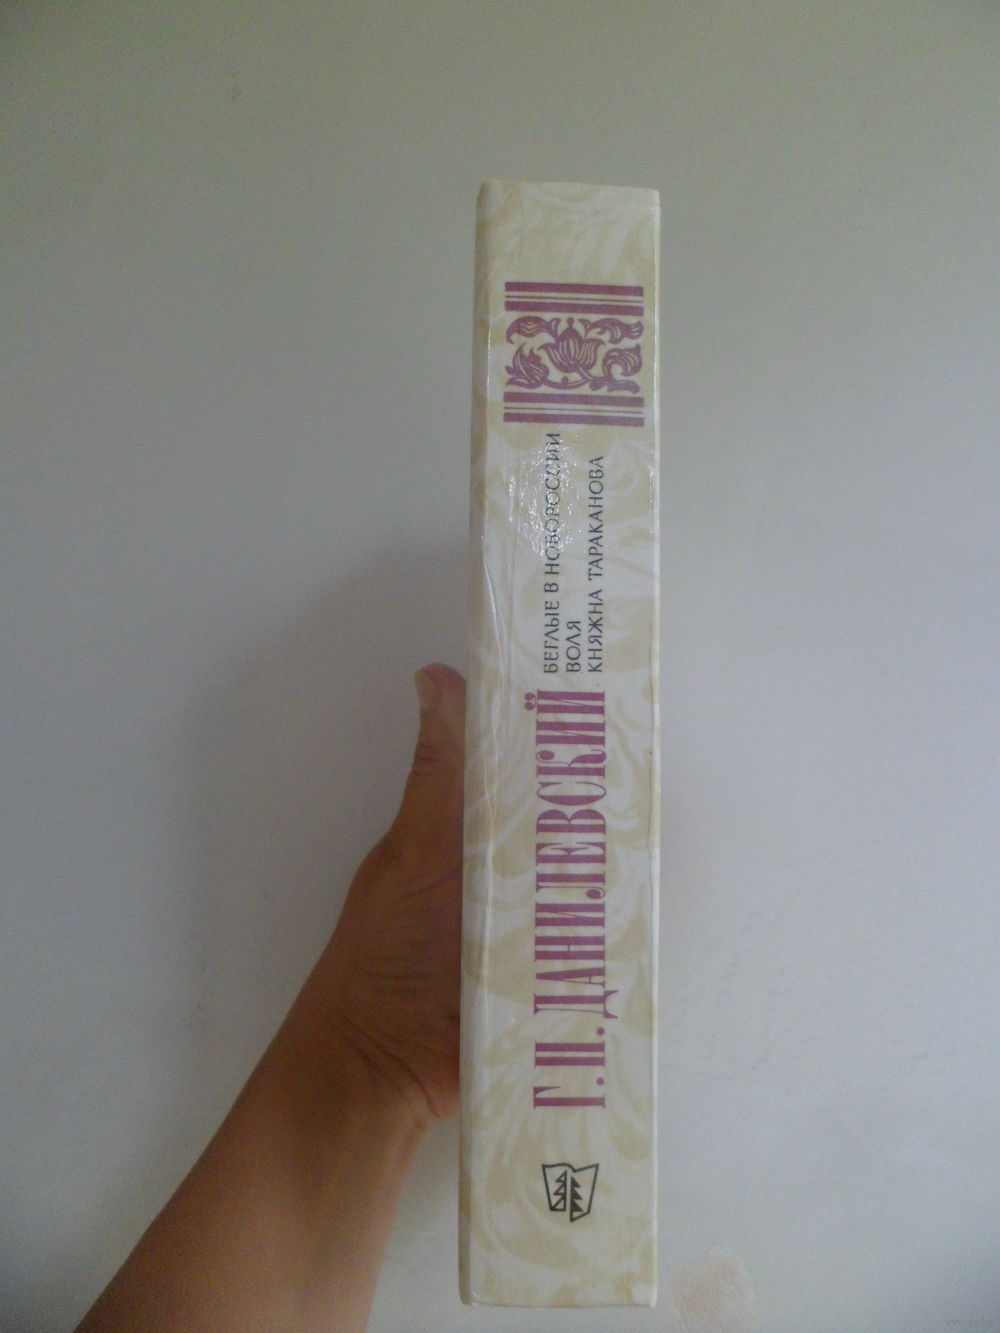 Г. П. ДАНИЛЕВСКИЙ
БЕГЛЫЕ В НОВОРОССИИ
ВОЛЯ
КНЯЖНА ТАРАКАНОВА